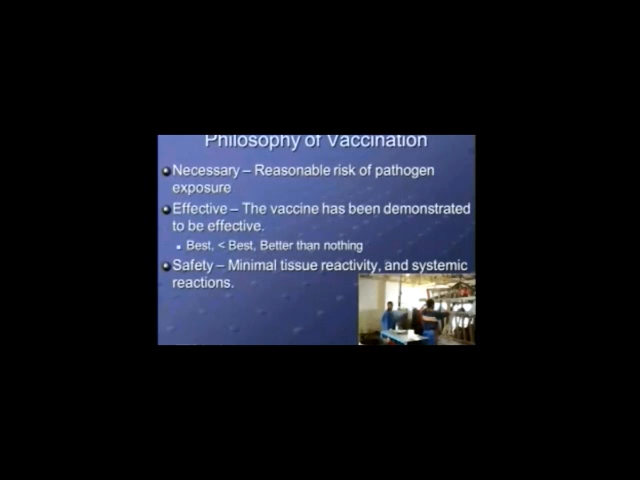 Philosophy of Vaccination
Necessary – Reasonable risk of pathogen
exposure
Effective – The vaccine has been demonstrated
to be effective.
Best, < Best, Better than nothing
Safety – Minimal tissue reactivity, and systemic
reactions.